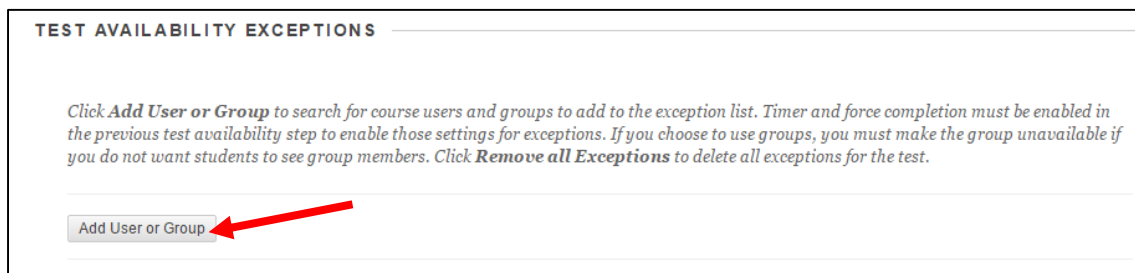 TEST AVAILABILITY EXCEPTIONS
Click Add User or Group to search for course users and groups to add to the exception list. Timer and force completion must be enabled in
the previous test availability step to enable those settings for exceptions. If you choose to use groups, you must make the group unavailable if
you do not want students to see group members. Click Remove all Exceptions to delete all exceptions for the test.
Add User or Group